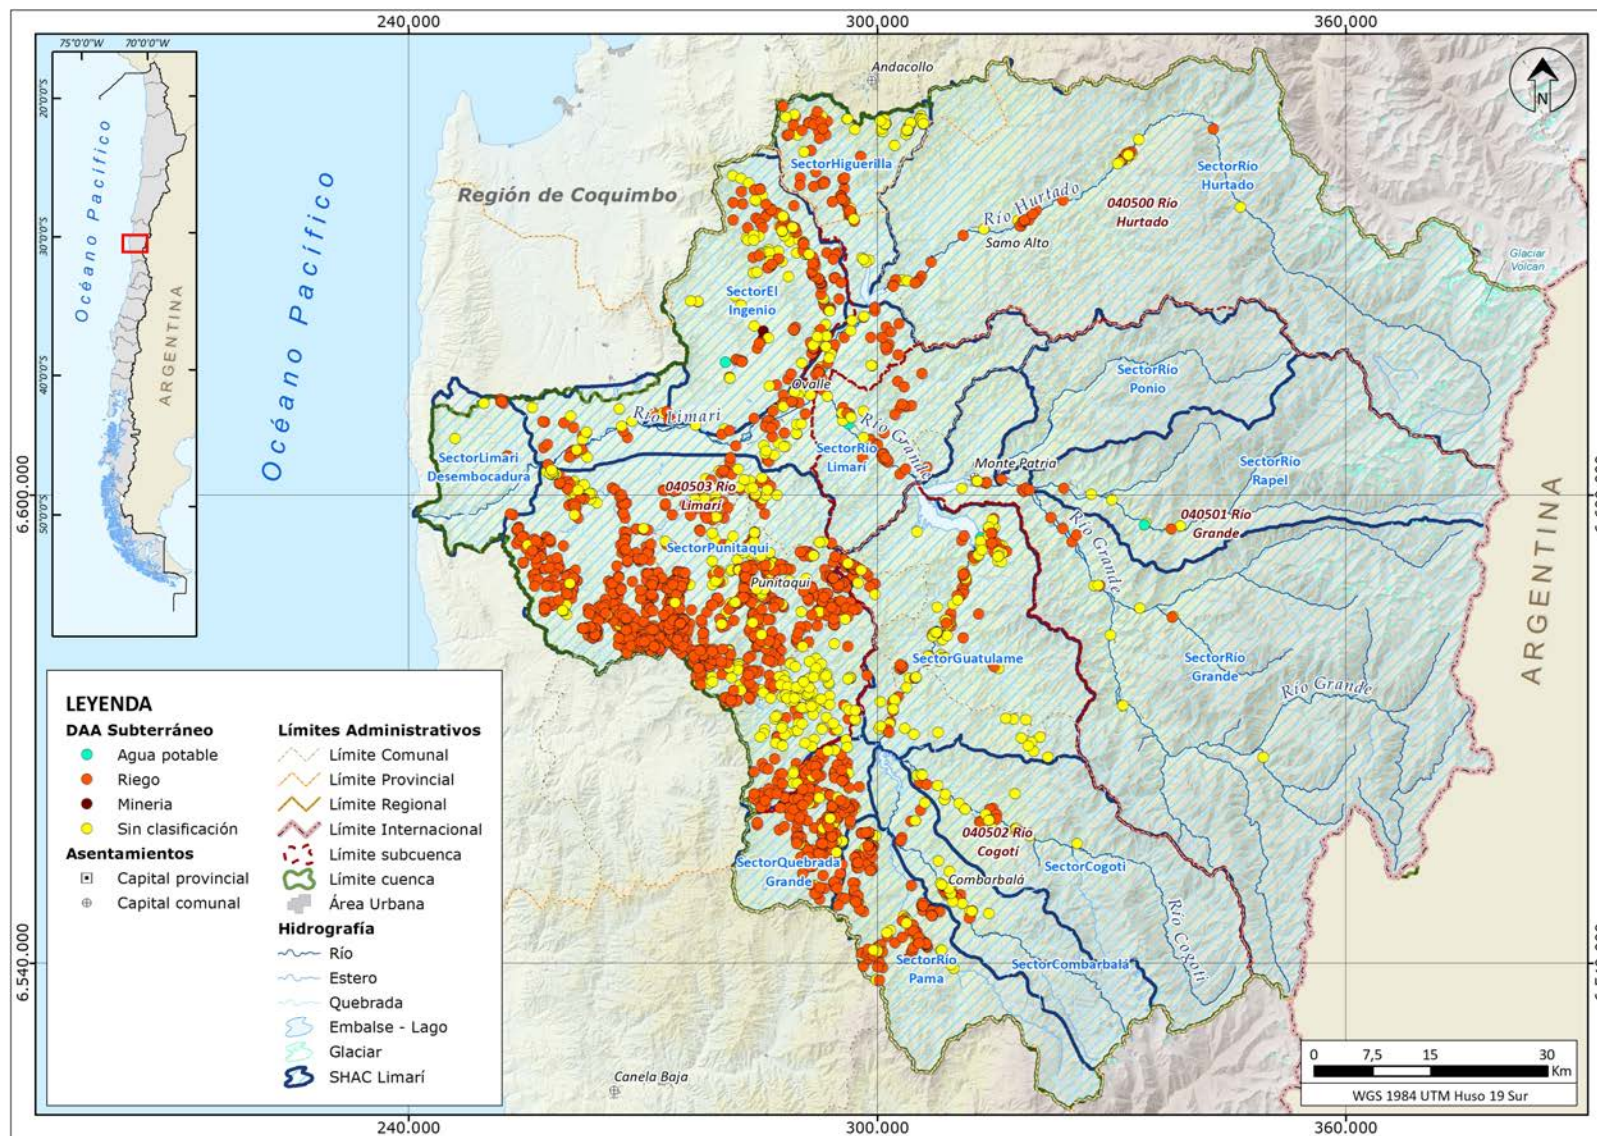 240.000
300.000
360.000
75°0'0"W
70°0'0"W
20°0'0"S
30°0'0"S
40°0'0"S
50°0'0"S
Océano Pacífico
ARGENTINA
Océano Pacífico
Región de Coquimbo
Andacollo
N
SectorHiguerilla
SectorRío
Hurtado
Río Hurtado
040500 Río
Hurtado
Samo Alto
Glaciar
Volcan
SectorEl
Ingenio
SectorRío
Ponio
Ovalle
Río Limari
Río Grande
SectorRío
Limarí
Monte Patria
SectorLimari
Desembocadura
SectorRío
Rapel
040503 Río
Limarí
040501 Río
Grande
6.600.000
ARGENTINA
SectorPunitaqui
Punitaqui
Río Grande
SectorGuatulame
SectorRío
Grande
Río Grande
040502 Río
Cogotí
SectorQuebrada
Grande
SectorCogotí
Combarbalá
Río Cogoti
SectorRío
Pama
SectorCombarbalá
6.540.000
Canela Baja
LEYENDA
DAA Subterráneo
Agua potable
Riego
Mineria
Sin clasificación
Asentamientos
Capital provincial
Capital comunal
Límites Administrativos
Límite Comunal
Límite Provincial
Límite Regional
Límite Internacional
Límite subcuenca
Límite cuenca
Área Urbana
Hidrografía
Río
Estero
Quebrada
Embalse - Lago
Glaciar
SHAC Limarí
0 7,5 15 30
Km
WGS 1984 UTM Huso 19 Sur
240.000
300.000
360.000